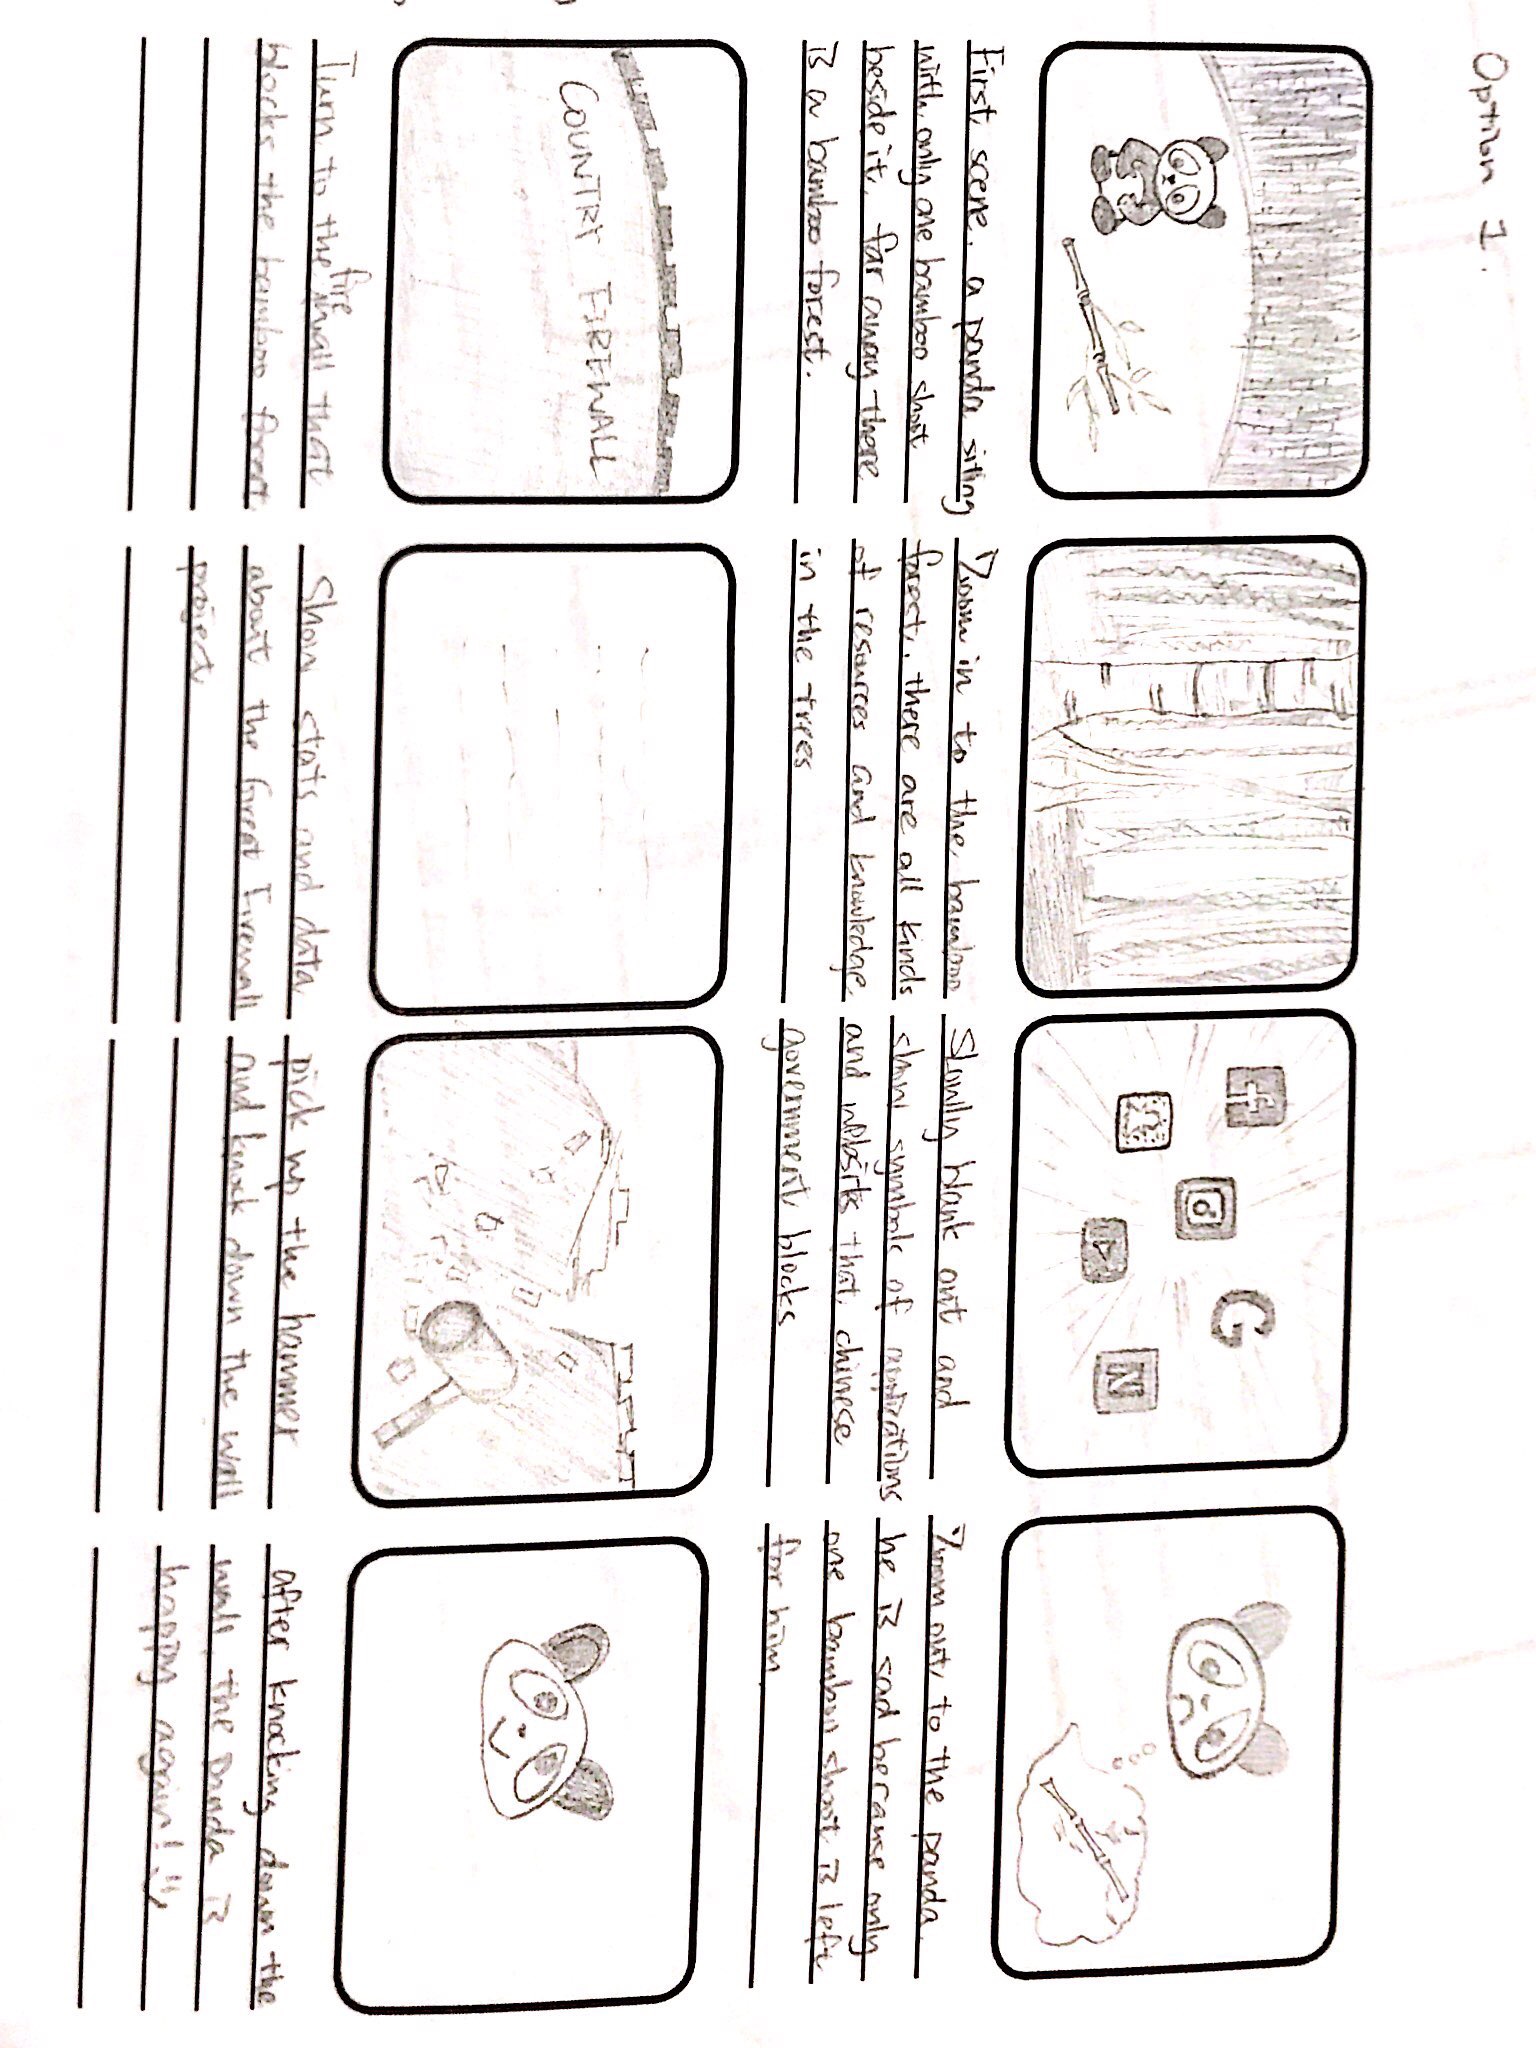 Option 1.
First scene, a panda sitting
with only one bamboo shoot
beside it, far away there
is a bamboo forest.
Zoom in to the bamboo
forest, there are all kinds
of resources and knowledge
in the trees
f
G
N
Slowly blank out and
show symbols of applications
and websites that chinese
government blocks
Zoom out to the panda
he is sad because only
one bamboo shoot is left
for him
COUNTRY FIREWALL
Turn to the fire wall that
blocks the bamboo forest
Show stats and data
about the Great Firewall
project
pick up the hammer
and knock down the wall
after knocking down the
wall, the panda is
happy again!!!